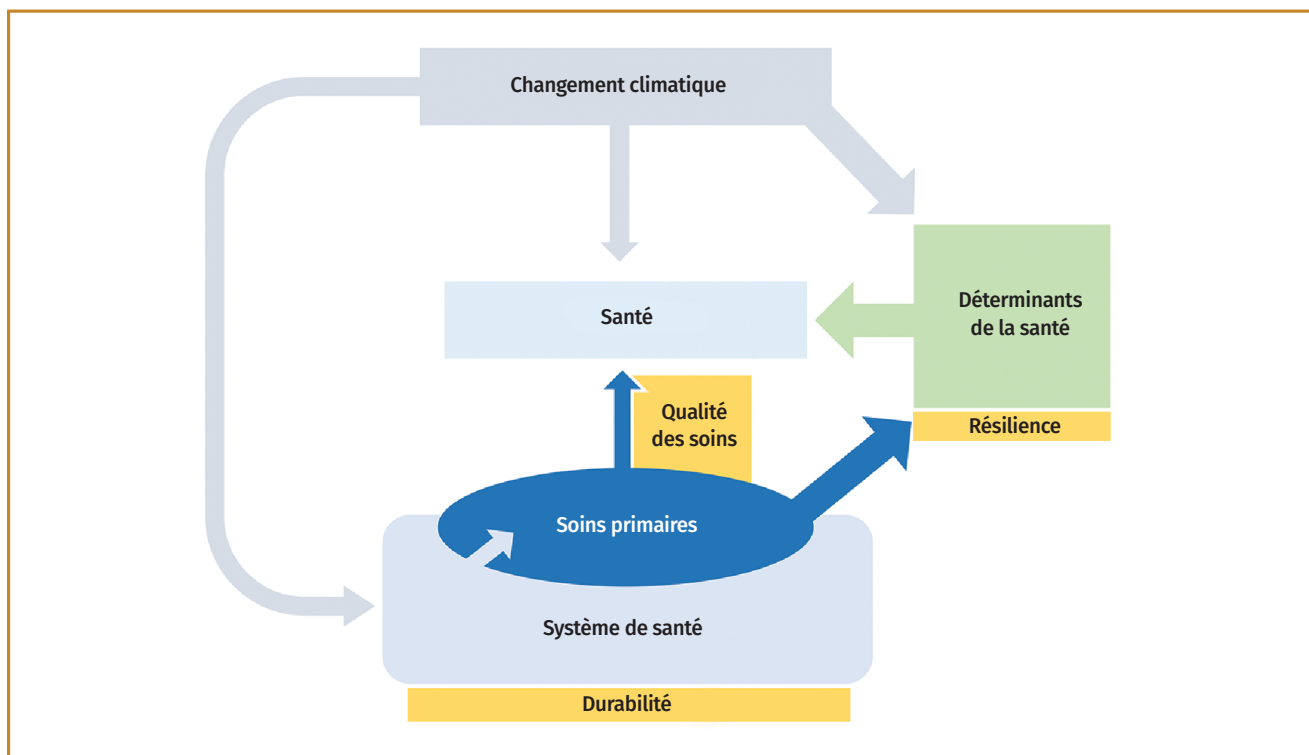 Changement climatique
Santé
Déterminants
de la santé
Qualité
des soins
Résilience
Soins primaires
Système de santé
Durabilité